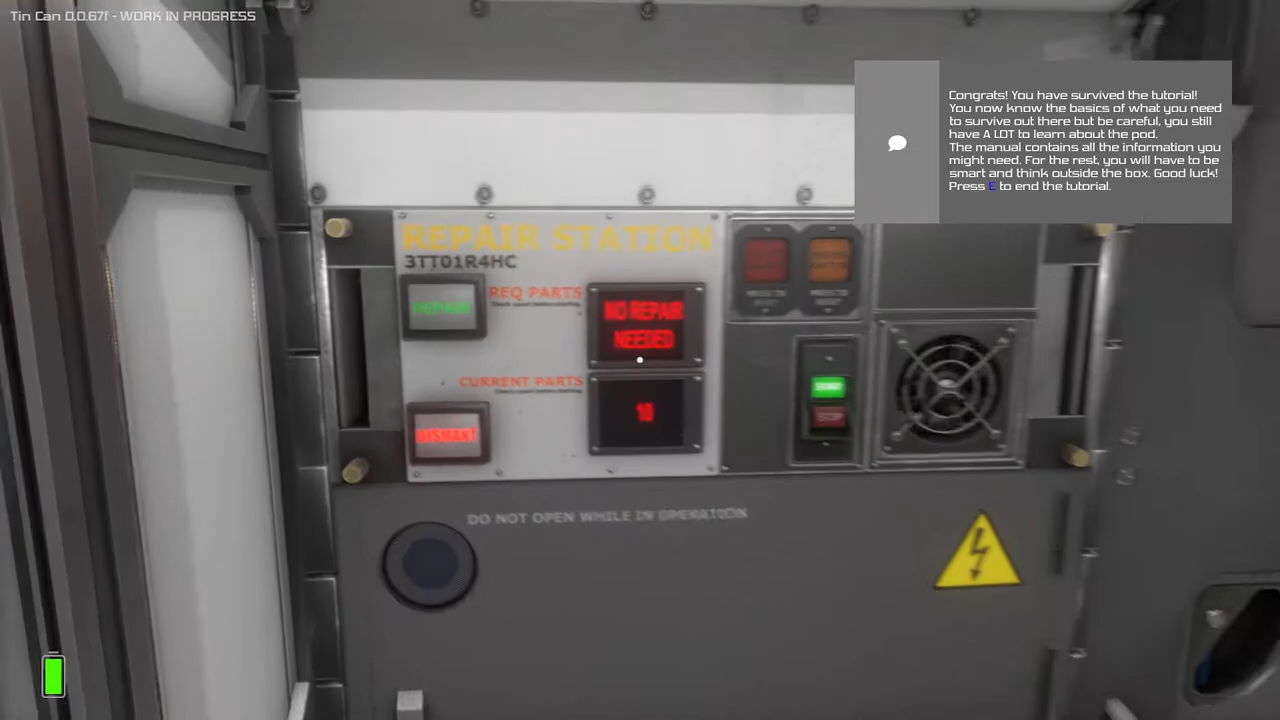 Tin Can 0.0.67f - WORK IN PROGRESS
Congrats! You have survived the tutorial!
You now know the basics of what you need
to survive out there but be careful, you still
have A LOT to learn about the pod.
The manual contains all the information you
might need. For the rest, you will have to be
smart and think outside the box. Good luck!
Press E to end the tutorial.
REPAIR STATION
3TT01R4HC
REPAIR
REQ PARTS
NO REPAIR
NEEDED
CURRENT PARTS
10
DISMANT
START
STOP
DO NOT OPEN WHILE IN OPERATION